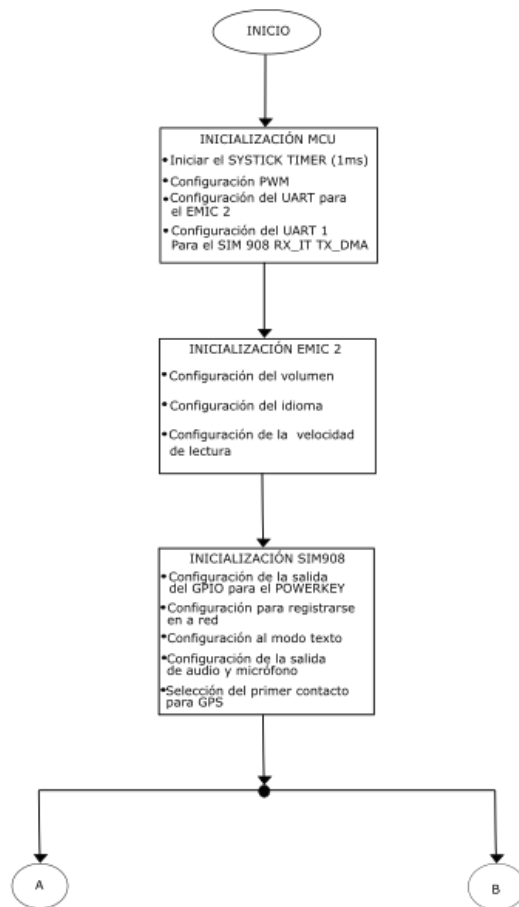 INICIO
INICIALIZACIÓN MCU
•Iniciar el SYSTICK TIMER (1ms)
•Configuración PWM
•Configuración del UART para
el EMIC 2
•Configuración del UART 1
Para el SIM 908 RX_IT TX_DMA
INICIALIZACIÓN EMIC 2
•Configuración del volumen
•Configuración del idioma
•Configuración de la velocidad
de lectura
INICIALIZACIÓN SIM908
•Configuración de la salida
del GPIO para el POWERKEY
•Configuración para registrarse
en a red
•Configuración al modo texto
•Configuración de la salida
de audio y micrófono
•Selección del primer contacto
para GPS
A
B